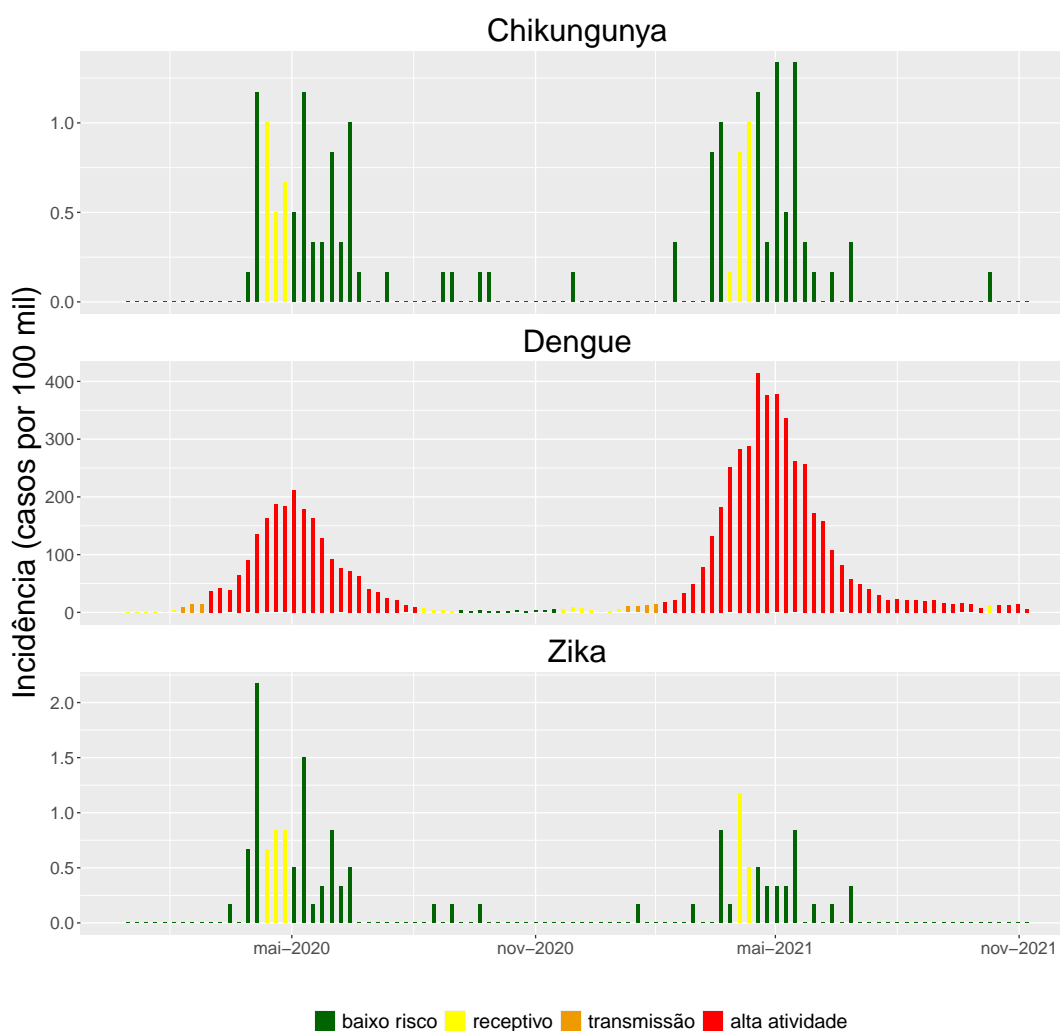 Chikungunya
1.0
0.5
0.0
Dengue
400
300
200
100
0
Zika
2.0
1.5
1.0
0.5
0.0
Incidência (casos por 100 mil)
mai−2020 nov−2020 mai−2021 nov−2021
baixo risco receptivo transmissão alta atividade